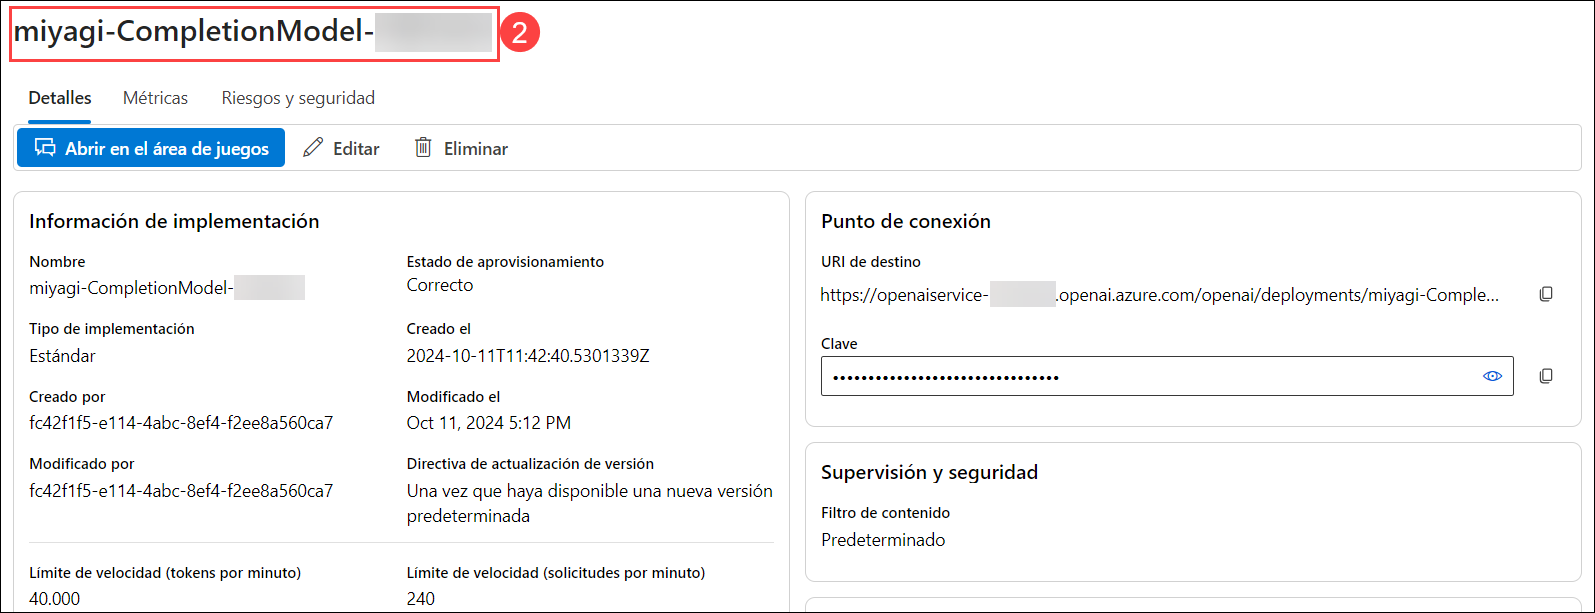 miyagi-CompletionModel-
2
Detalles Métricas Riesgos y seguridad
Abrir en el área de juegos Editar Eliminar
Información de implementación
Nombre
miyagi-CompletionModel-
Estado de aprovisionamiento
Correcto
Tipo de implementación
Estándar
Creado el
2024-10-11T11:42:40.5301339Z
Creado por
fc42f1f5-e114-4abc-8ef4-f2ee8a560ca7
Modificado el
Oct 11, 2024 5:12 PM
Modificado por
fc42f1f5-e114-4abc-8ef4-f2ee8a560ca7
Directiva de actualización de versión
Una vez que haya disponible una nueva versión
predeterminada
Límite de velocidad (tokens por minuto)
40.000
Límite de velocidad (solicitudes por minuto)
240
Punto de conexión
URI de destino
https://openaiservice- .openai.azure.com/openai/deployments/miyagi-Comple...
Clave
••••••••••••••••••••••••••••••••
Supervisión y seguridad
Filtro de contenido
Predeterminado